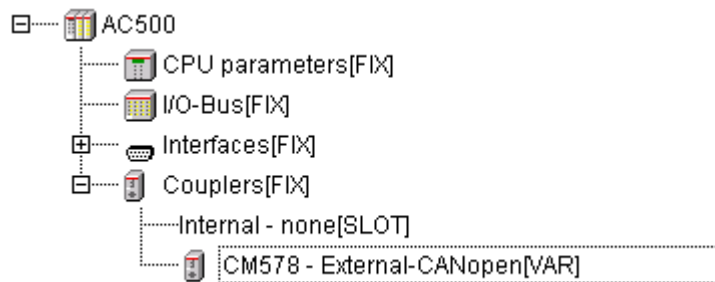 AC500
CPU parameters[FIX]
I/O-Bus[FIX]
Interfaces[FIX]
Couplers[FIX]
Internal - none[SLOT]
CM578 - External-CANopen[VAR]